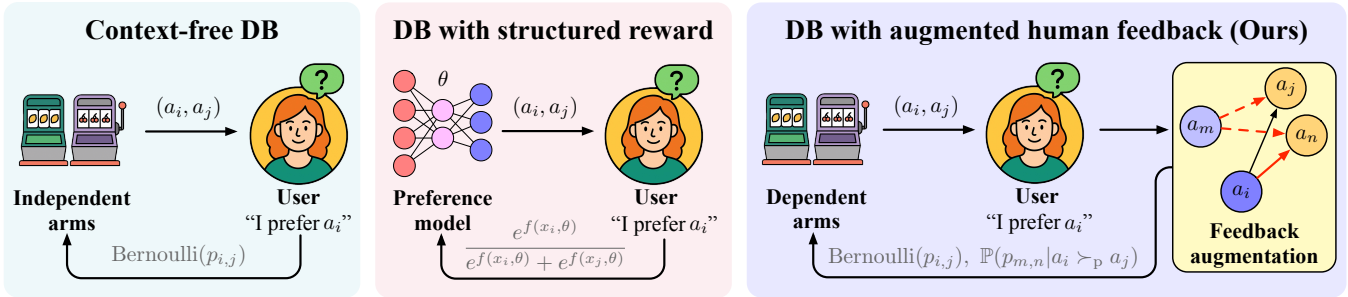 Context-free DB
?
(a_i, a_j)
Independent
arms
User
“I prefer a_i”
Bernoulli(p_{i,j})
DB with structured reward
θ
?
(a_i, a_j)
Preference
model
User
“I prefer a_i”
e^{f(x_i,θ)}
e^{f(x_i,θ)} + e^{f(x_j,θ)}
DB with augmented human feedback (Ours)
?
(a_i, a_j)
Dependent
arms
User
“I prefer a_i”
a_j
a_m
a_n
a_i
Feedback
augmentation
Bernoulli(p_{i,j}), ℙ(p_{m,n}|a_i ≻_p a_j)